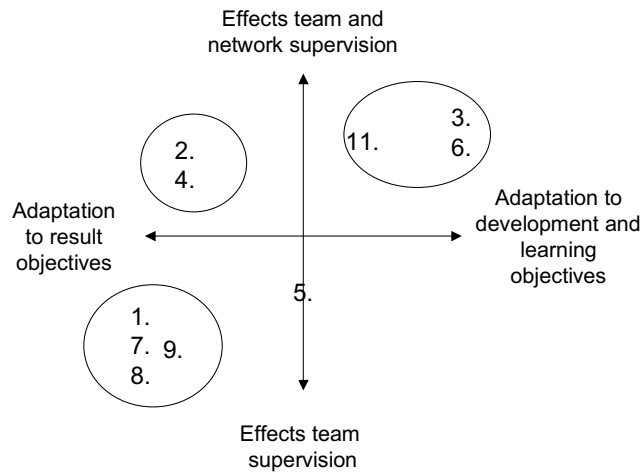 Effects team and
network supervision
3.
11.
6.
2.
4.
Adaptation
to result
objectives
Adaptation to
development and
learning
objectives
5.
1.
7. 9.
8.
Effects team
supervision